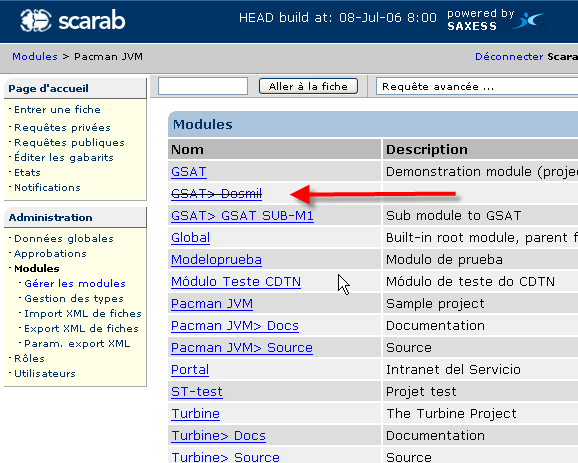 scarab
HEAD build at: 08-Jul-06 8:00
powered by
SAXESS
Modules > Pacman JVM
Déconnecter Scara
Page d'accueil
Entrer une fiche
Requêtes privées
Requêtes publiques
Éditer les gabarits
Etats
Notifications
Administration
Données globales
Approbations
Modules
Gérer les modules
Gestion des types
Import XML de fiches
Export XML de fiches
Param. export XML
Rôles
Utilisateurs
Aller à la fiche
Requête avancée ...
Modules
Nom Description
GSAT Demonstration module (proje
GSAT> Dosmil
GSAT> GSAT SUB-M1 Sub module to GSAT
Global Built-in root module, parent f
Modeloprueba Modulo de prueba
Módulo Teste CDTN Módulo de teste do CDTN
Pacman JVM Sample project
Pacman JVM> Docs Documentation
Pacman JVM> Source Source
Portal Intranet del Servicio
ST-test Projet test
Turbine The Turbine Project
Turbine> Docs Documentation
Turbine> Source Source